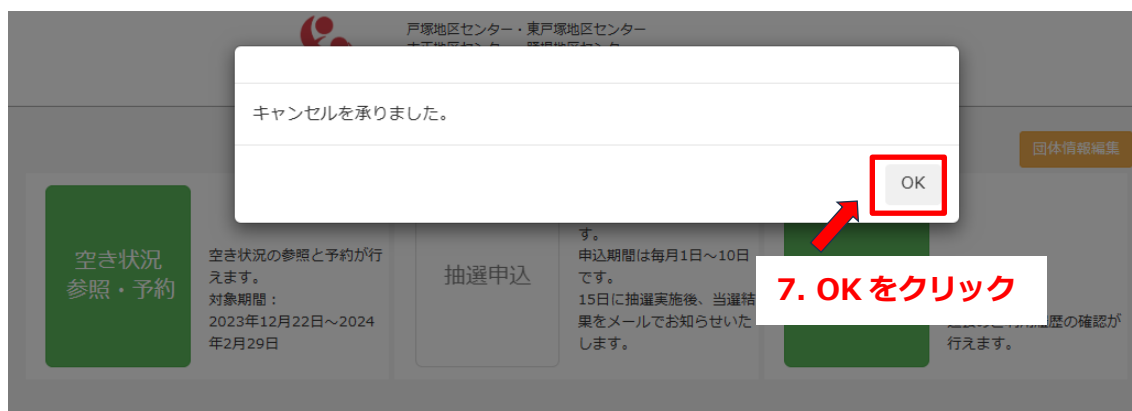 戸塚地区センター・東戸塚地区センター
キャンセルを承りました。
団体情報編集
OK
空き状況
参照・予約
空き状況の参照と予約が行
えます。
対象期間：
2023年12月22日～2024
年2月29日
抽選申込
す。
申込期間は毎月1日～10日
です。
15日に抽選実施後、当選結
果をメールでお知らせいた
します。
7. OK をクリック
歴の確認が
行えます。